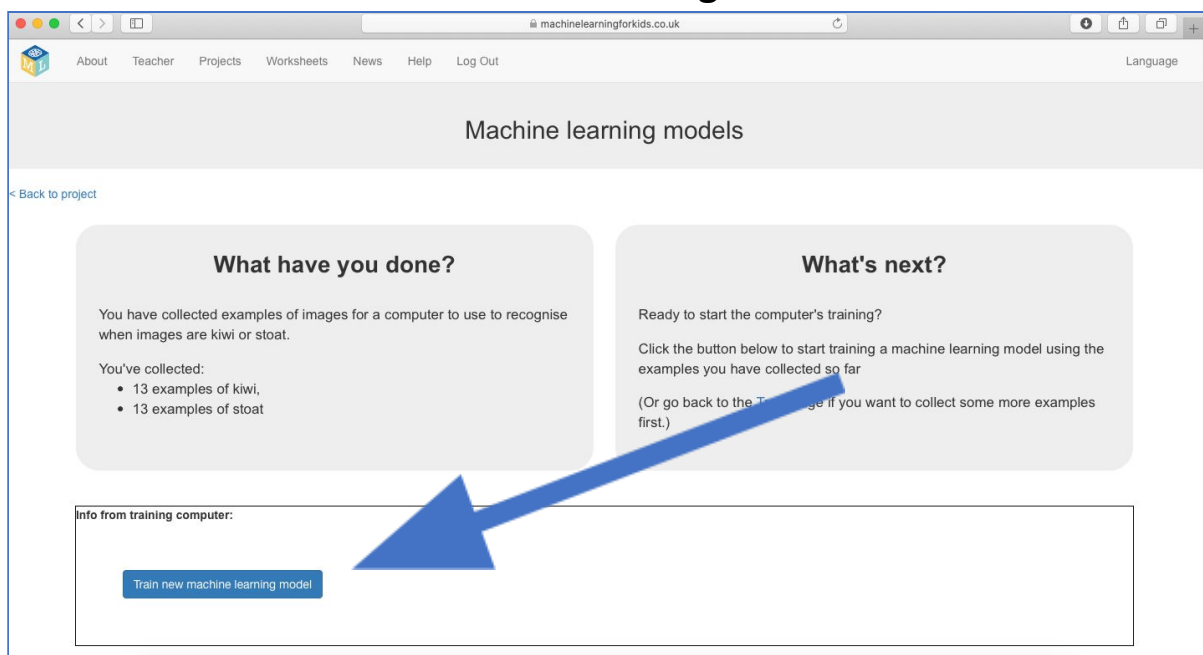 machinelearningforkids.co.uk
About Teacher Projects Worksheets News Help Log Out Language
Machine learning models
< Back to project
What have you done?
You have collected examples of images for a computer to use to recognise
when images are kiwi or stoat.
You've collected:
• 13 examples of kiwi,
• 13 examples of stoat
What's next?
Ready to start the computer's training?
Click the button below to start training a machine learning model using the
examples you have collected so far
(Or go back to the if you want to collect some more examples
first.)
Info from training computer:
Train new machine learning model